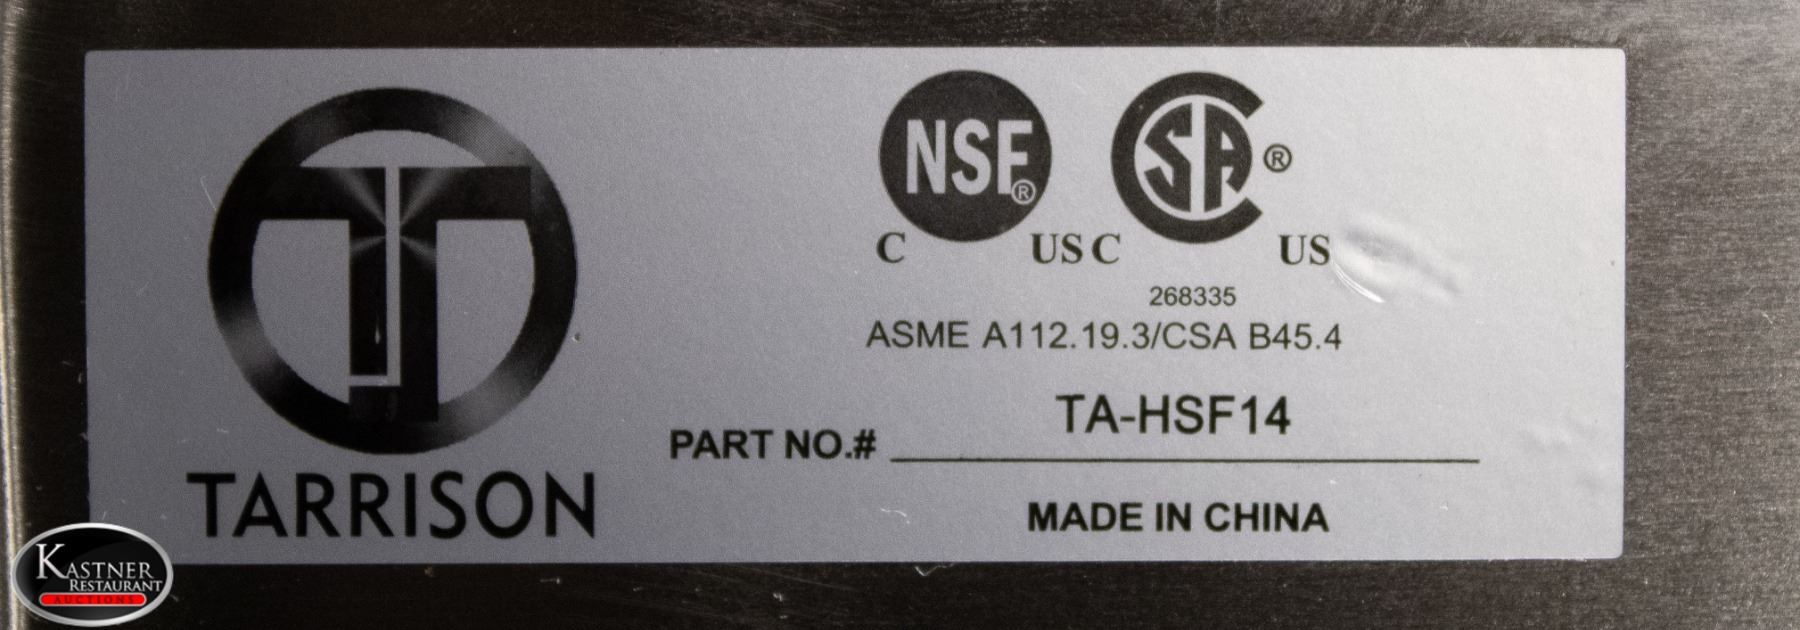 TARRISON
NSF®
C US
CSA®
C US
268335
ASME A112.19.3/CSA B45.4
PART NO.# TA-HSF14
MADE IN CHINA
KASTNER
RESTAURANT
AUCTIONS